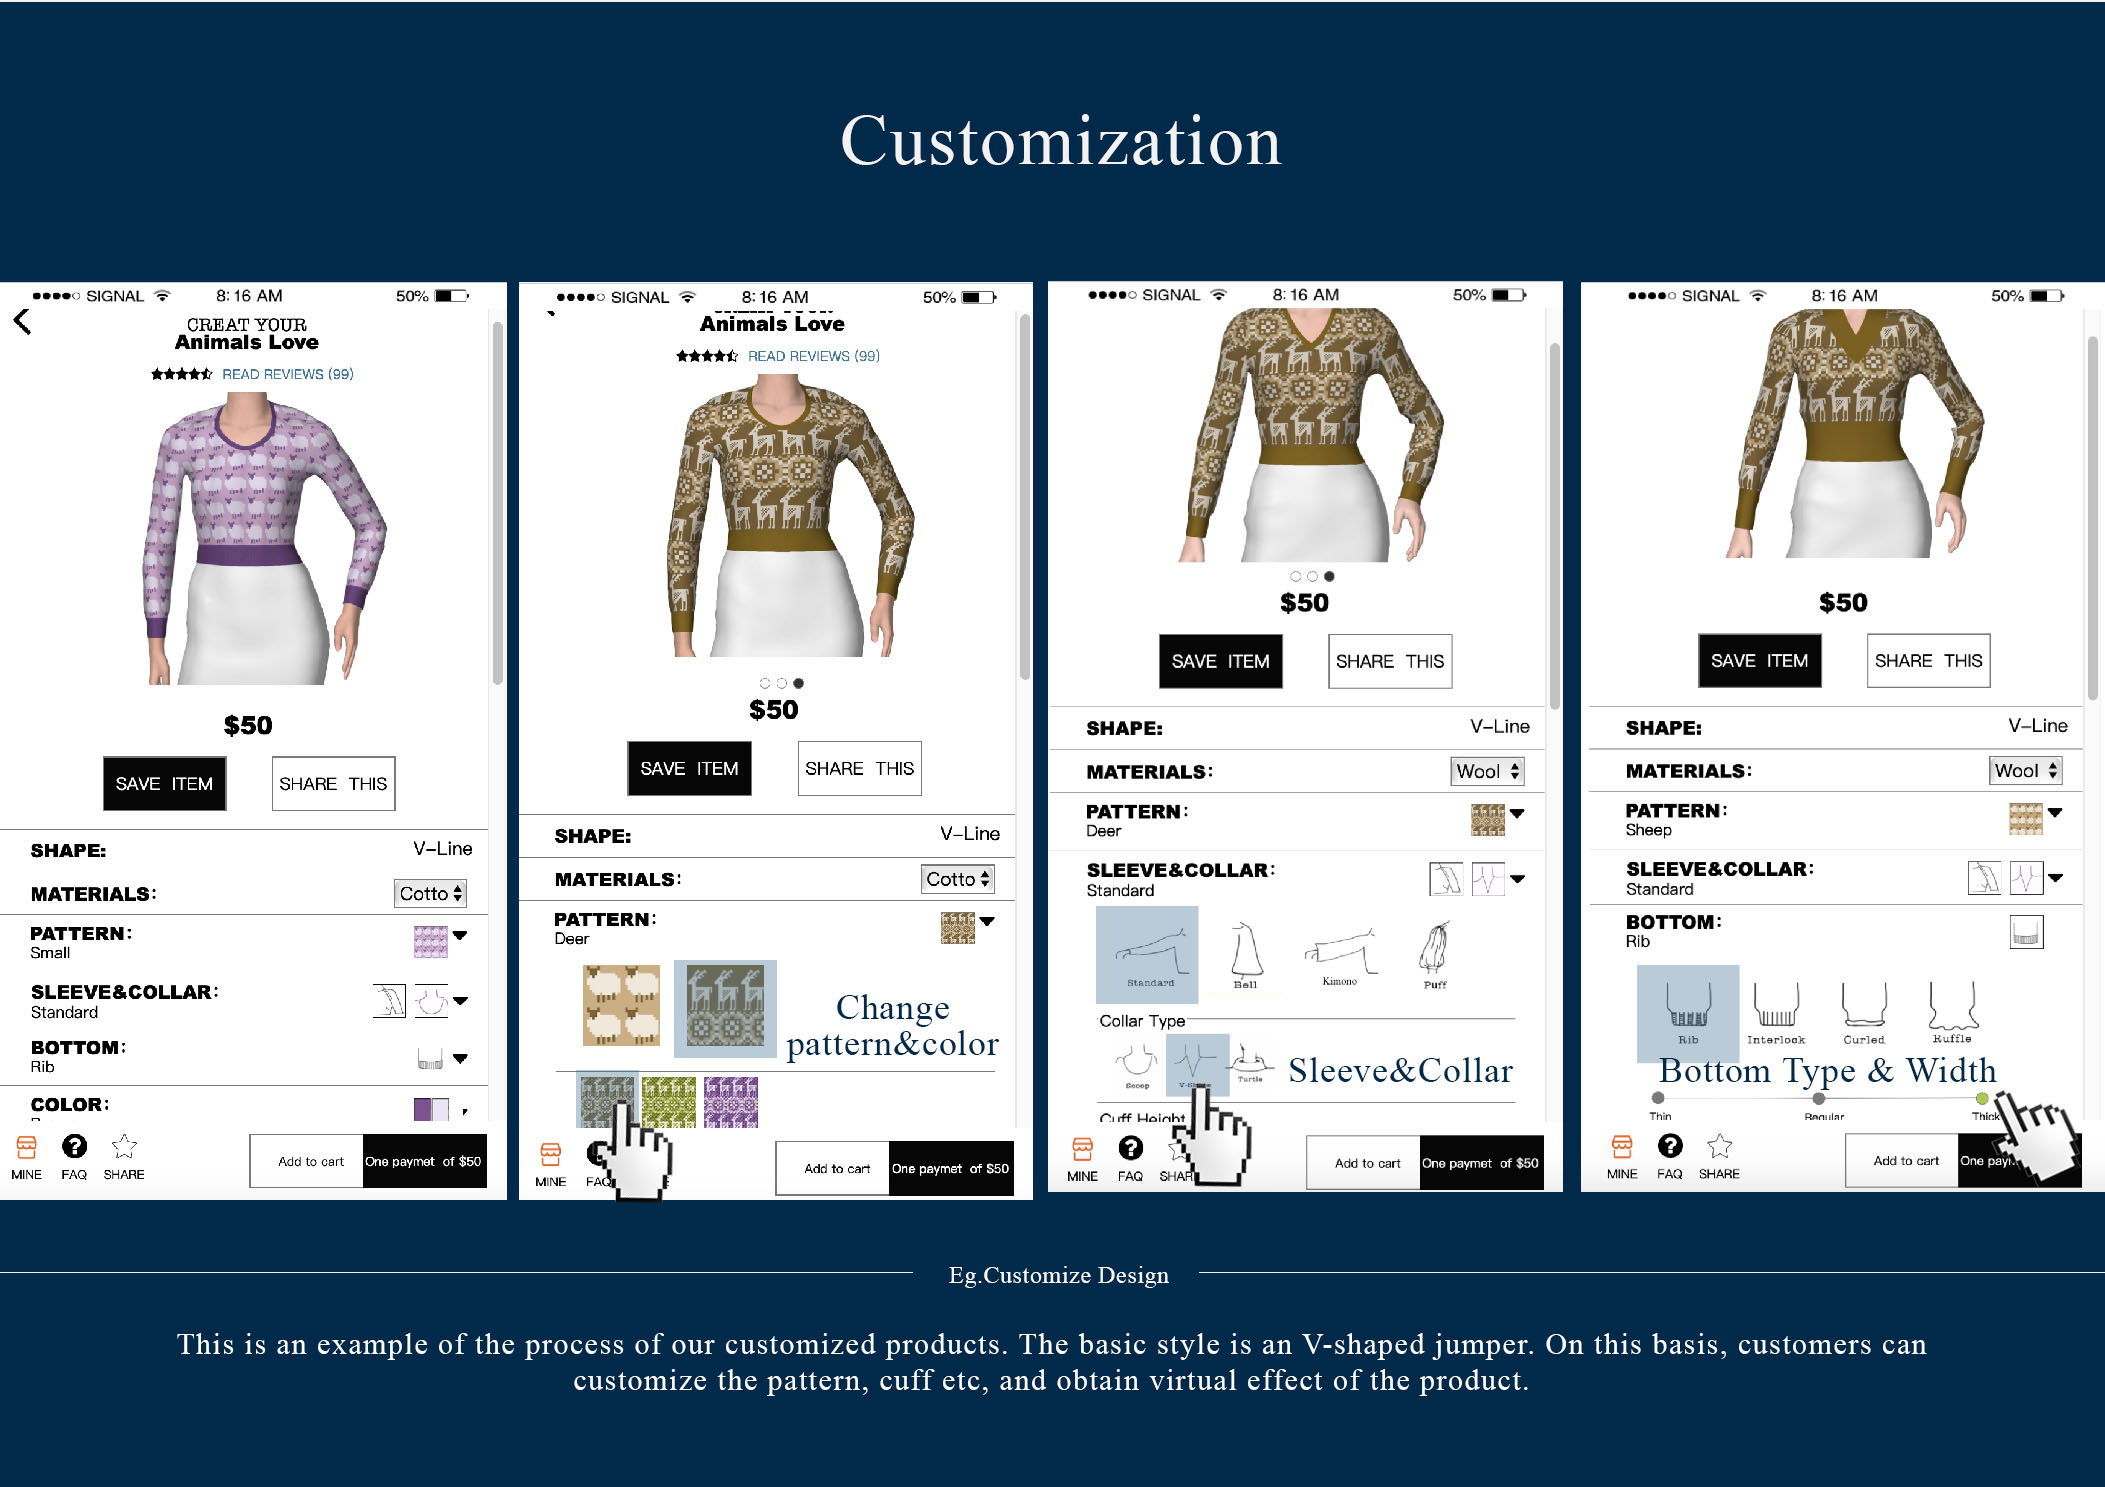 Customization
SIGNAL 8:16 AM 50%
CREAT YOUR
Animals Love
READ REVIEWS (99)
$50
SAVE ITEM SHARE THIS
SHAPE: V-Line
MATERIALS: Cotto
PATTERN:
Small
SLEEVE&COLLAR:
Standard
BOTTOM:
Rib
COLOR:
MINE FAQ SHARE
Add to cart One paymet of $50
SIGNAL 8:16 AM 50%
Animals Love
READ REVIEWS (99)
$50
SAVE ITEM SHARE THIS
SHAPE: V-Line
MATERIALS: Cotto
PATTERN:
Deer
Change
pattern&color
MINE FAQ
Add to cart One paymet of $50
SIGNAL 8:16 AM 50%
$50
SAVE ITEM SHARE THIS
SHAPE: V-Line
MATERIALS: Wool
PATTERN:
Deer
SLEEVE&COLLAR:
Standard
Standard Bell Kimono Puff
Collar Type
Scoop Turtle
Sleeve&Collar
Cuff Height
MINE FAQ SHAR
Add to cart One paymet of $50
SIGNAL 8:16 AM 50%
$50
SAVE ITEM SHARE THIS
SHAPE: V-Line
MATERIALS: Wool
PATTERN:
Sheep
SLEEVE&COLLAR:
Standard
BOTTOM:
Rib
Rib Interlook Curled Ruffle
Bottom Type & Width
Thin Regular Thick
MINE FAQ SHARE
Add to cart One
Eg.Customize Design
This is an example of the process of our customized products. The basic style is an V-shaped jumper. On this basis, customers can
customize the pattern, cuff etc, and obtain virtual effect of the product.